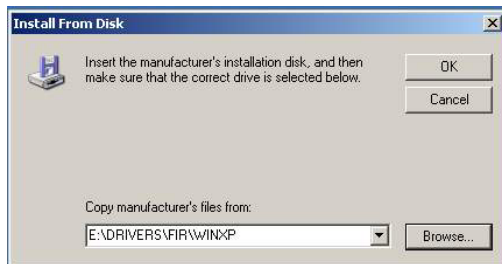 Install From Disk
Insert the manufacturer's installation disk, and then
make sure that the correct drive is selected below.
OK
Cancel
Copy manufacturer's files from:
E:\DRIVERS\FIR\WINXP
Browse...